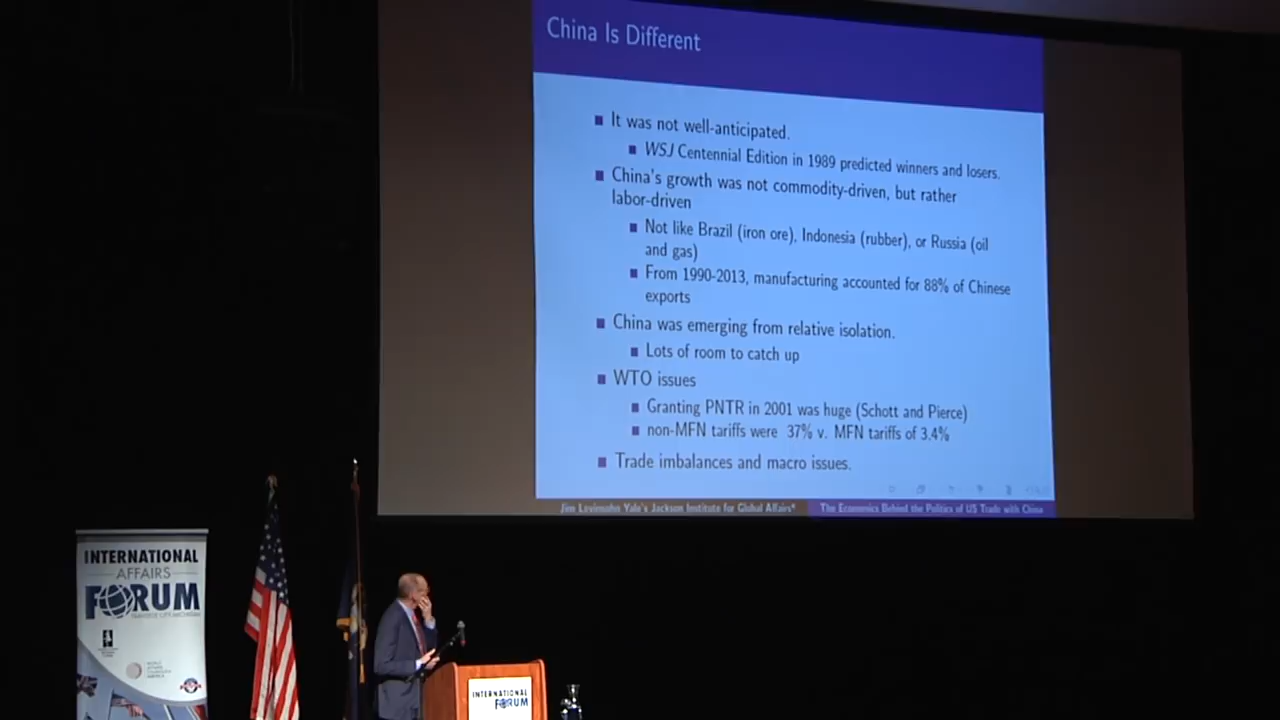 China Is Different
It was not well-anticipated.
WSJ Centennial Edition in 1989 predicted winners and losers.
China's growth was not commodity-driven, but rather
labor-driven
Not like Brazil (iron ore), Indonesia (rubber), or Russia (oil
and gas)
From 1990-2013, manufacturing accounted for 88% of Chinese
exports
China was emerging from relative isolation.
Lots of room to catch up
WTO issues
Granting PNTR in 2001 was huge (Schott and Pierce)
non-MFN tariffs were 37% v. MFN tariffs of 3.4%
Trade imbalances and macro issues.
Jim Levinsohn Yale's Jackson Institute for Global Affairs*
The Economics Behind the Politics of US Trade with China
INTERNATIONAL
AFFAIRS
FORUM
INTERNATIONAL
FORUM